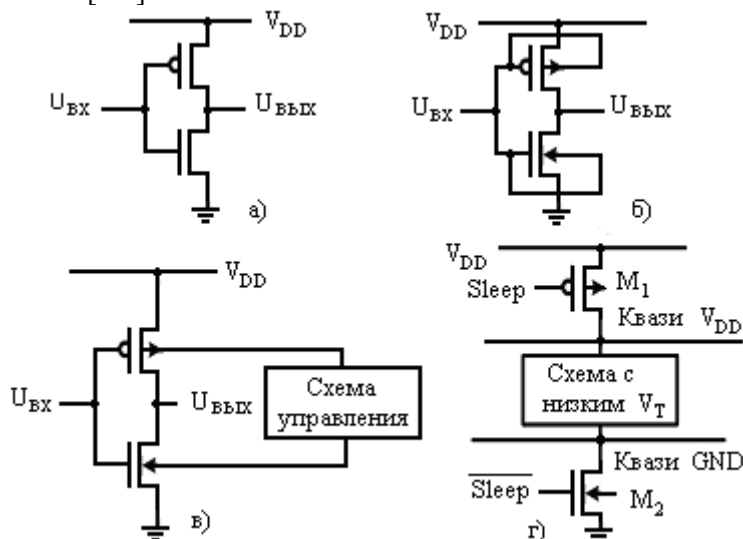 V_DD
U_ВХ
U_ВЫХ
а)
V_DD
U_ВХ
U_ВЫХ
б)
V_DD
U_ВХ
U_ВЫХ
Схема
управления
в)
V_DD
Sleep
M_1
Квази V_DD
Схема с
низким V_T
Квази GND
Sleep
M_2
г)